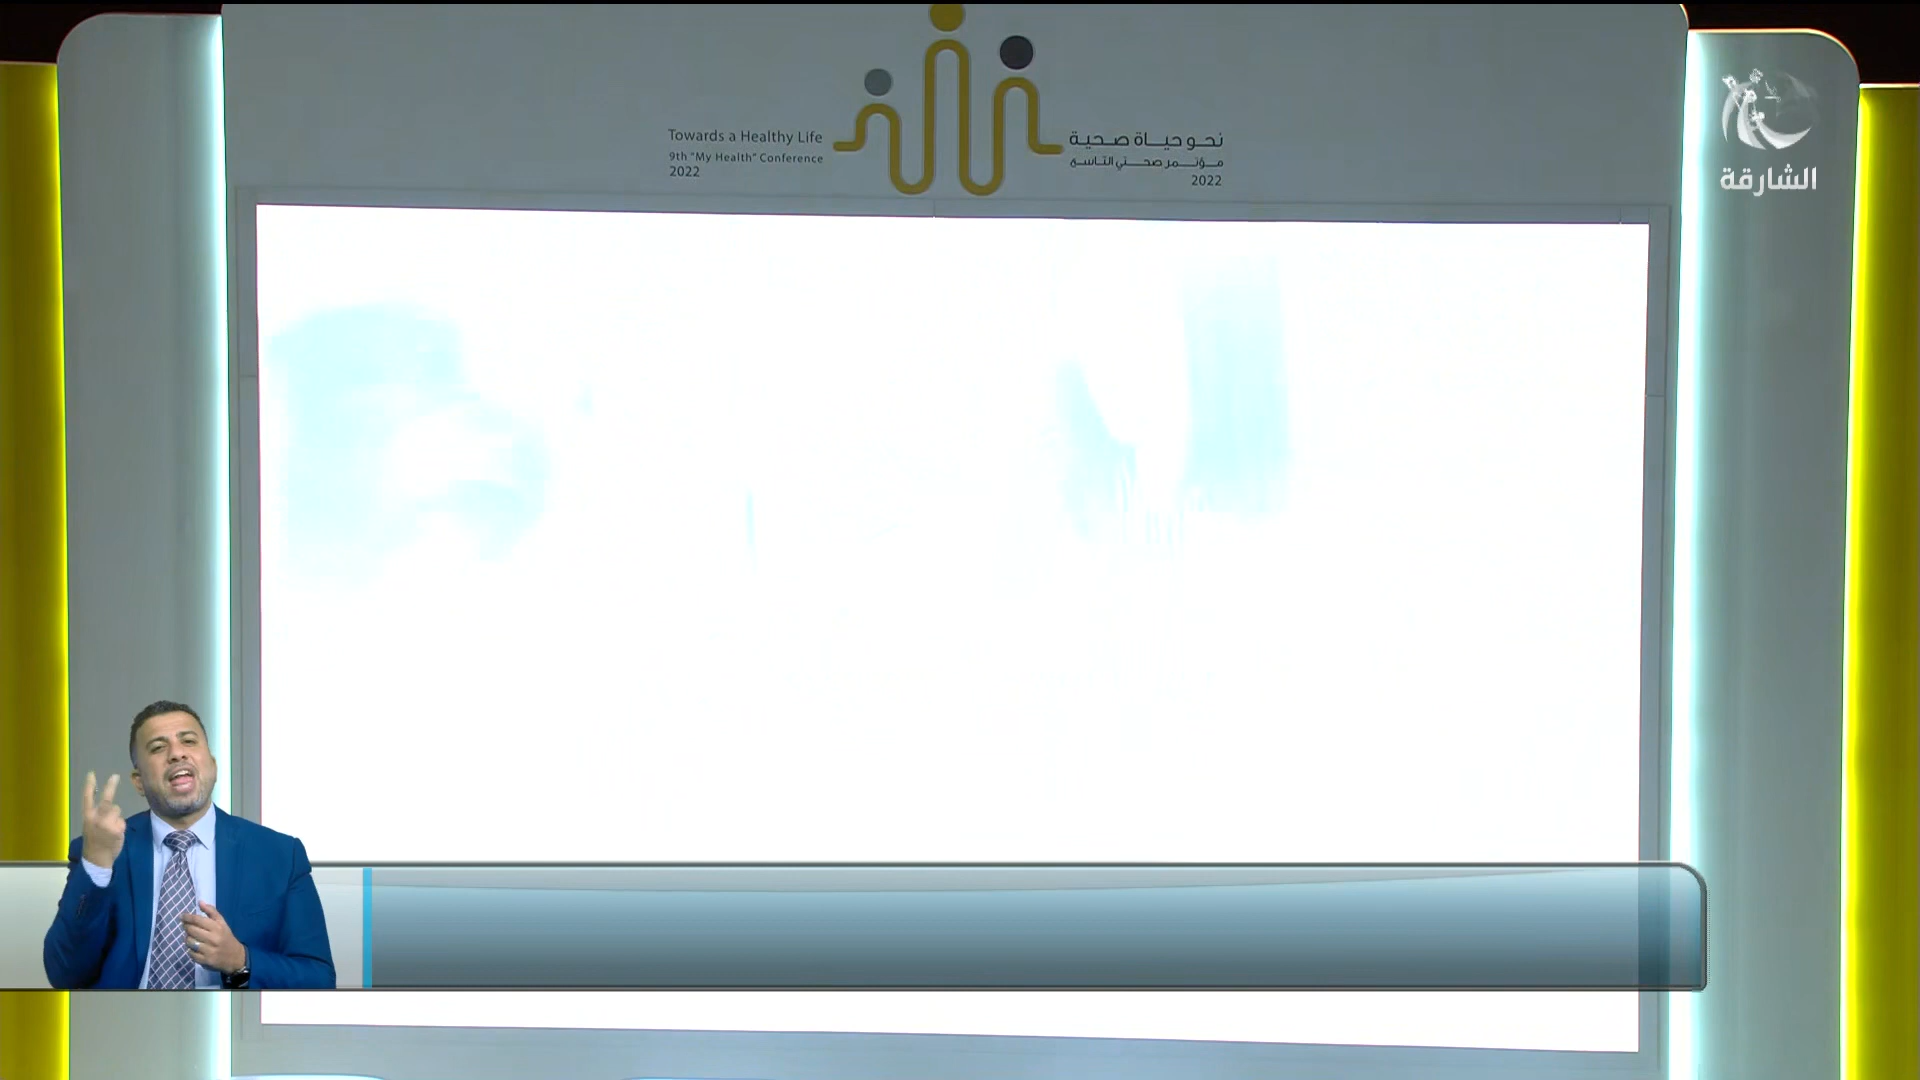 Towards a Healthy Life
9th "My Health" Conference
2022
نحو حياة صحية
مؤتمر صحتي التاسع
2022
الشارقة